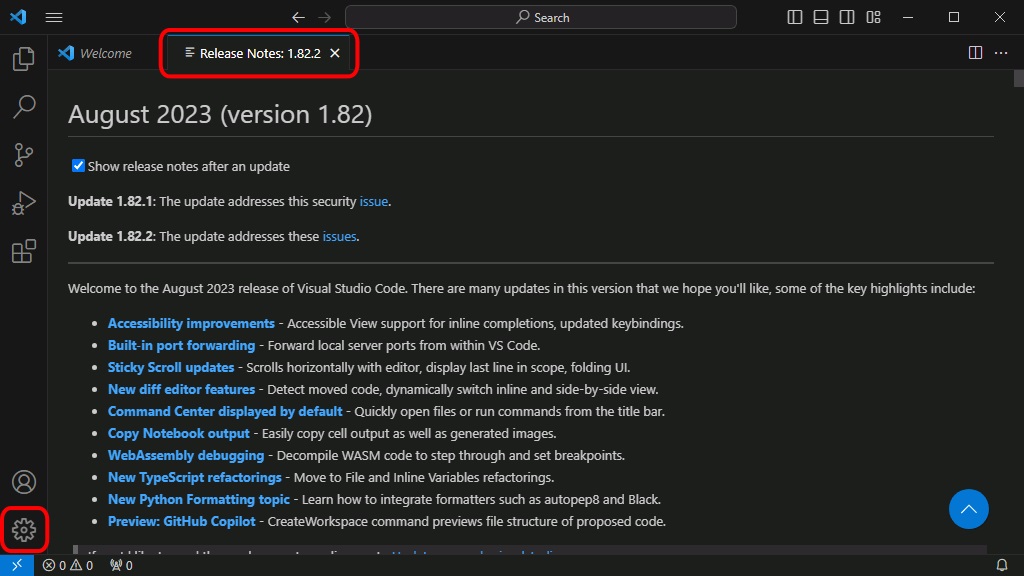 Search
Welcome
Release Notes: 1.82.2
August 2023 (version 1.82)
Show release notes after an update
Update 1.82.1: The update addresses this security issue.
Update 1.82.2: The update addresses these issues.
Welcome to the August 2023 release of Visual Studio Code. There are many updates in this version that we hope you'll like, some of the key highlights include:
• Accessibility improvements - Accessible View support for inline completions, updated keybindings.
• Built-in port forwarding - Forward local server ports from within VS Code.
• Sticky Scroll updates - Scrolls horizontally with editor, display last line in scope, folding UI.
• New diff editor features - Detect moved code, dynamically switch inline and side-by-side view.
• Command Center displayed by default - Quickly open files or run commands from the title bar.
• Copy Notebook output - Easily copy cell output as well as generated images.
• WebAssembly debugging - Decompile WASM code to step through and set breakpoints.
• New TypeScript refactorings - Move to File and Inline Variables refactorings.
• New Python Formatting topic - Learn how to integrate formatters such as autopep8 and Black.
• Preview: GitHub Copilot - CreateWorkspace command previews file structure of proposed code.
0 0 0